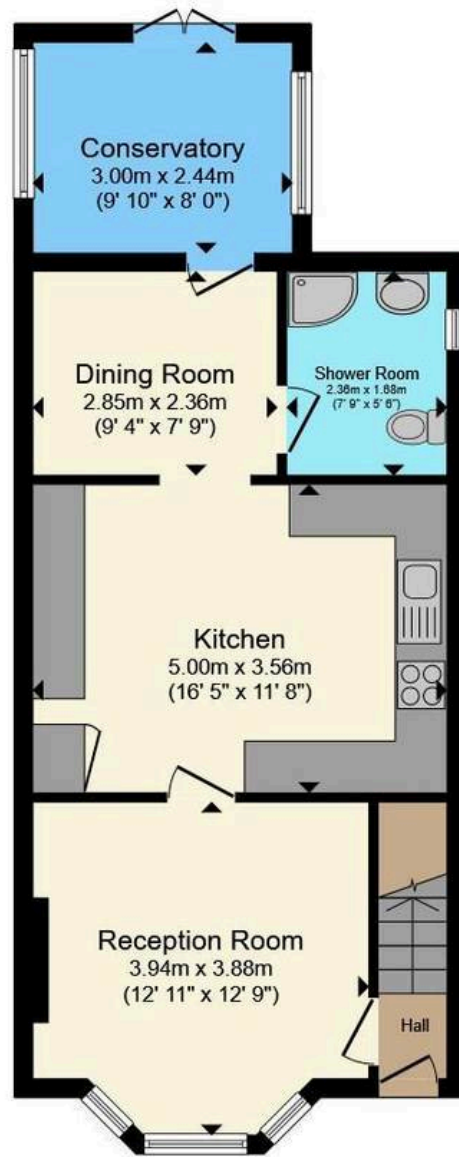 Conservatory
3.00m x 2.44m
(9' 10" x 8' 0")
Dining Room
2.85m x 2.36m
(9' 4" x 7' 9")
Shower Room
2.36m x 1.68m
(7' 9" x 5' 6")
Kitchen
5.00m x 3.56m
(16' 5" x 11' 8")
Reception Room
3.94m x 3.88m
(12' 11" x 12' 9")
Hall